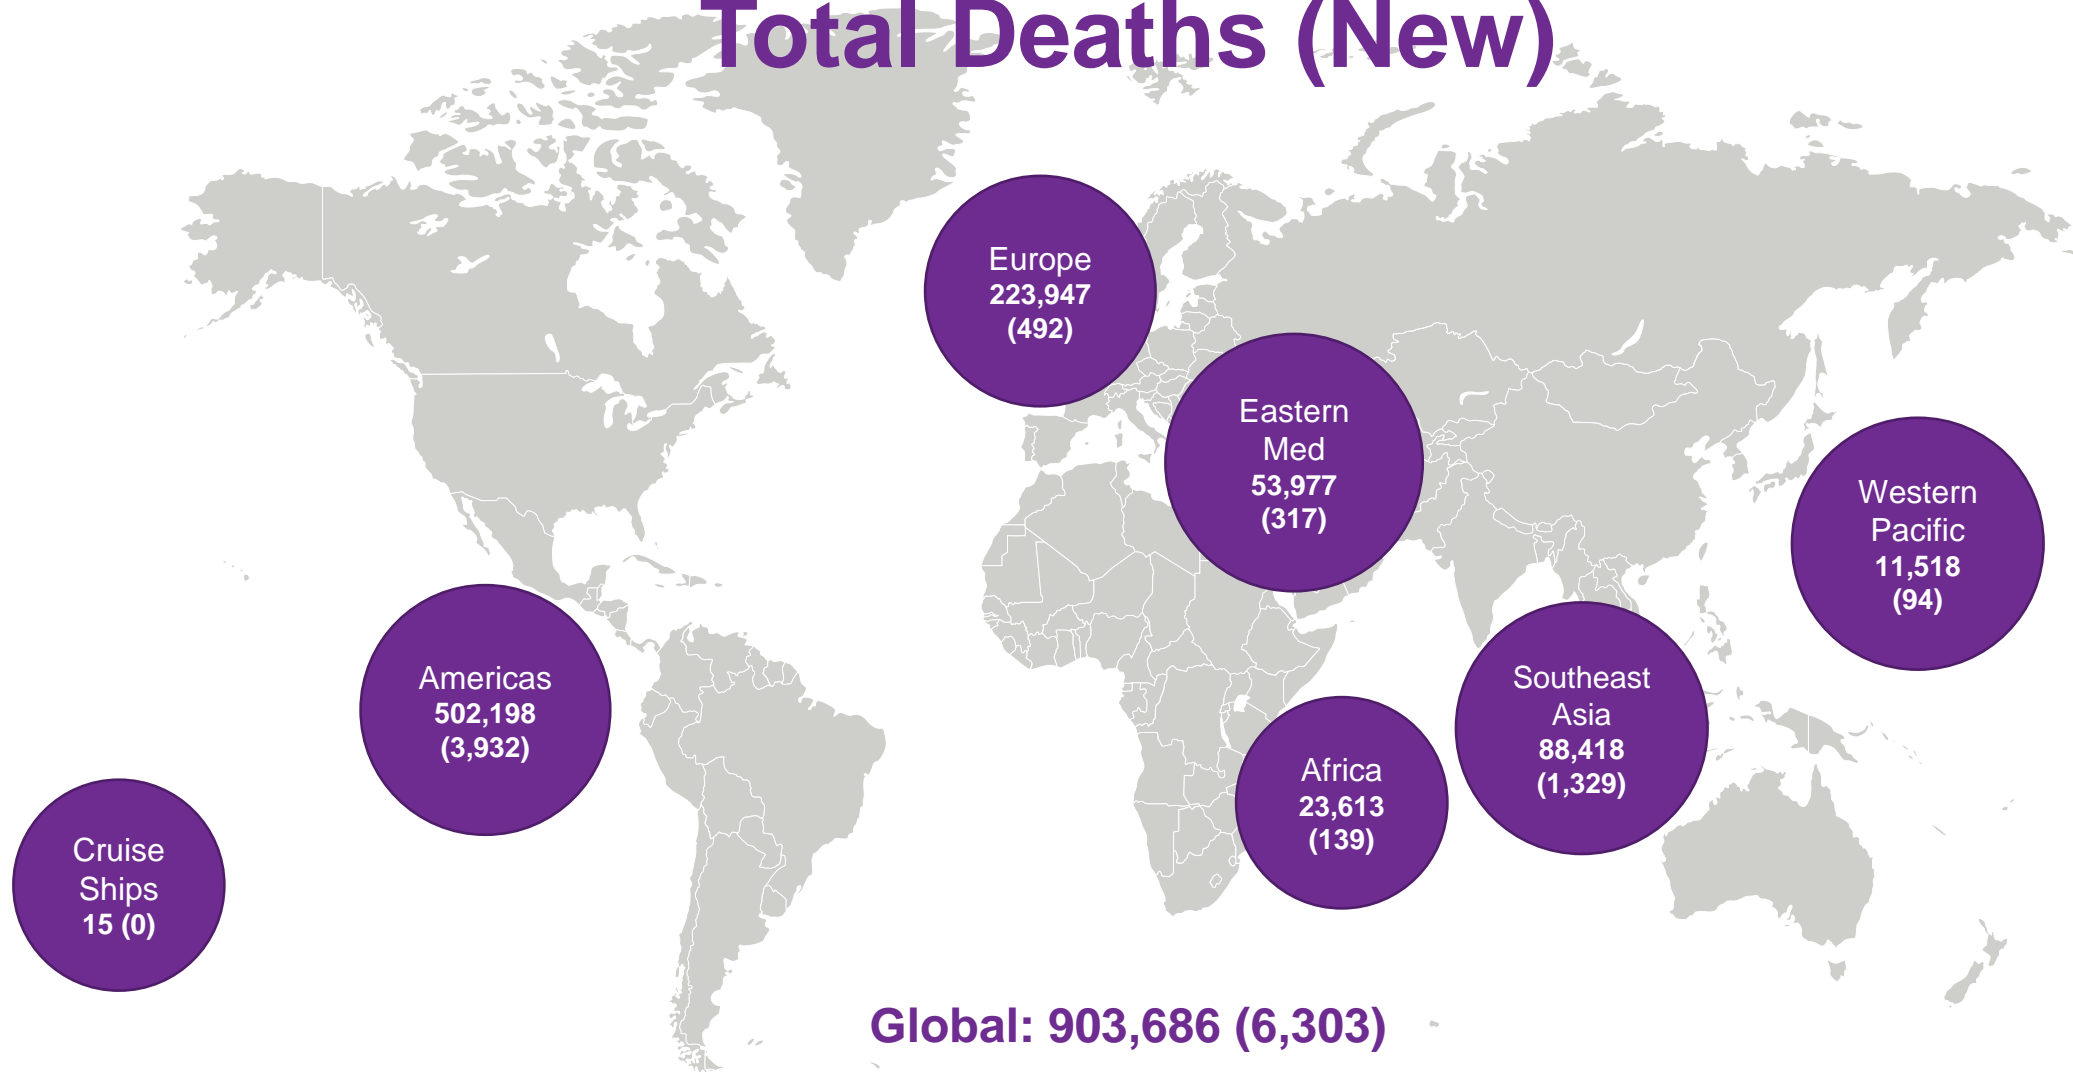 Total Deaths (New)
Europe
223,947
(492)
Eastern
Med
53,977
(317)
Western
Pacific
11,518
(94)
Americas
502,198
(3,932)
Southeast
Asia
88,418
(1,329)
Africa
23,613
(139)
Cruise
Ships
15 (0)
Global: 903,686 (6,303)